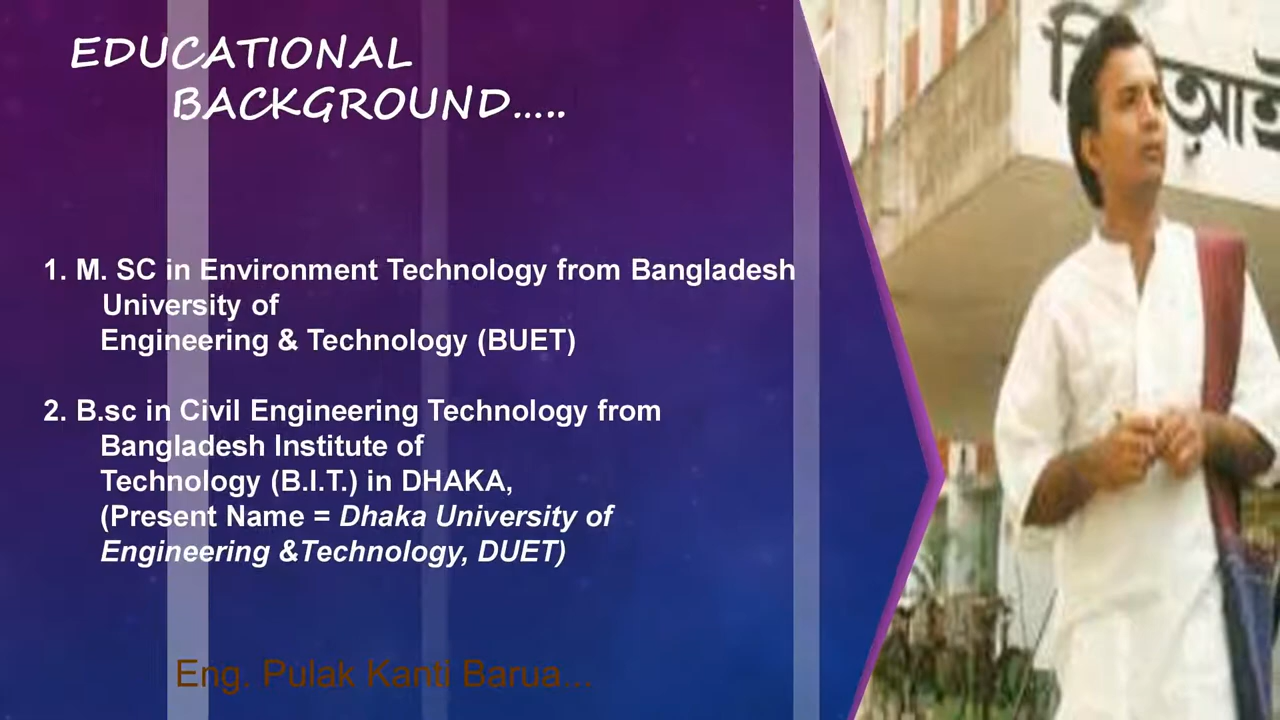 EDUCATIONAL
BACKGROUND.....
1. M. SC in Environment Technology from Bangladesh
University of
Engineering & Technology (BUET)
2. B.sc in Civil Engineering Technology from
Bangladesh Institute of
Technology (B.I.T.) in DHAKA,
(Present Name = Dhaka University of
Engineering &Technology, DUET)
Eng. Pulak Kanti Barua...